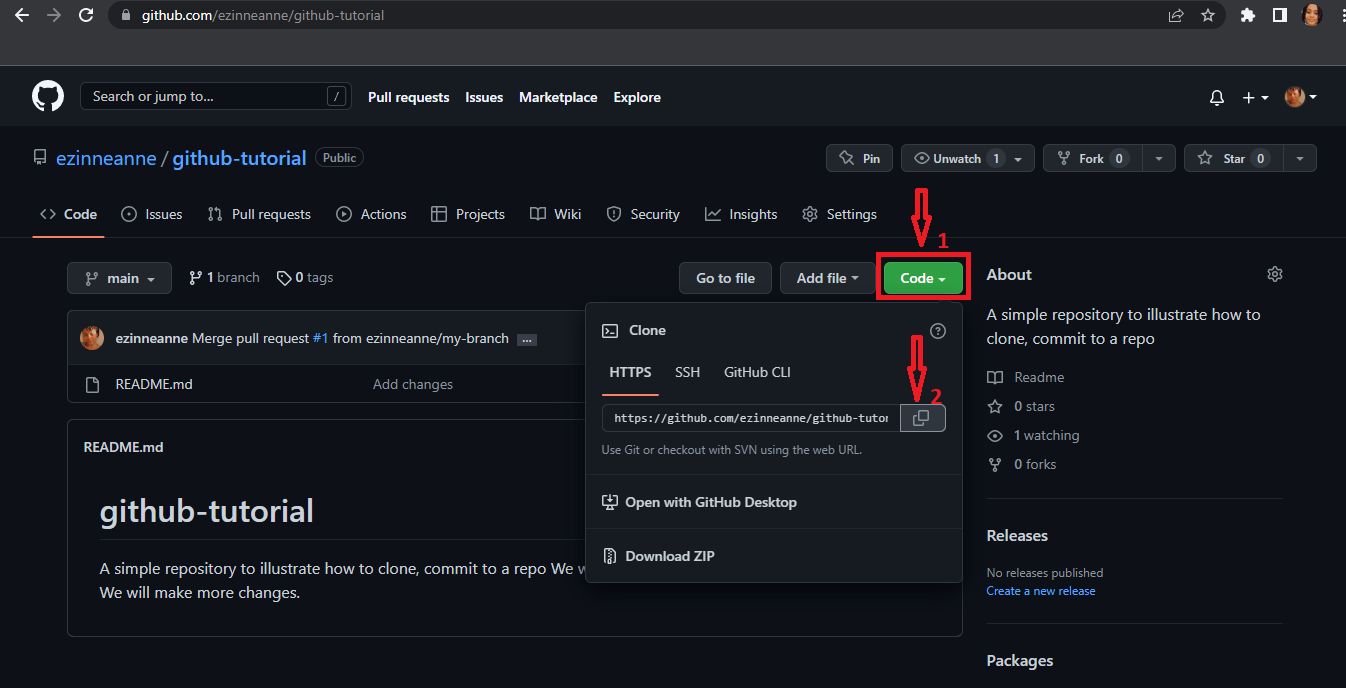 github.com/ezinneanne/github-tutorial
Search or jump to... /
Pull requests Issues Marketplace Explore
ezinneanne / github-tutorial Public
Pin Unwatch 1 Fork 0 Star 0
Code Issues Pull requests Actions Projects Wiki Security Insights Settings
1
main 1 branch 0 tags Go to file Add file Code
ezinneanne Merge pull request #1 from ezinneanne/my-branch ...
README.md Add changes
Clone
HTTPS SSH GitHub CLI
2
https://github.com/ezinneanne/github-tutor
Use Git or checkout with SVN using the web URL.
Open with GitHub Desktop
Download ZIP
README.md
github-tutorial
A simple repository to illustrate how to clone, commit to a repo We w
We will make more changes.
About
A simple repository to illustrate how to
clone, commit to a repo
Readme
0 stars
1 watching
0 forks
Releases
No releases published
Create a new release
Packages